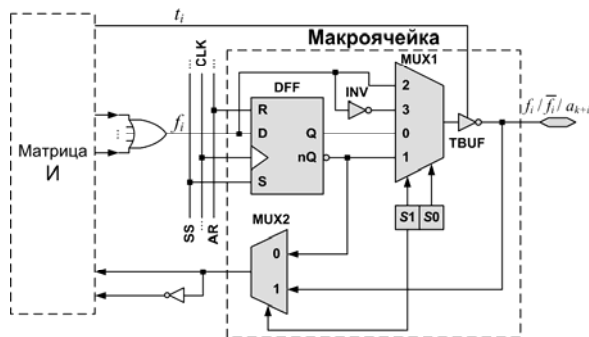 t_i
CLK
Макроячейка
MUX1
DFF
INV
2
R
3
f_i
D
Q
0
f_i / f̅_i / a_{k+i}
TBUF
Матрица
И
nQ
1
S
S1
S0
SS
AR
MUX2
0
1